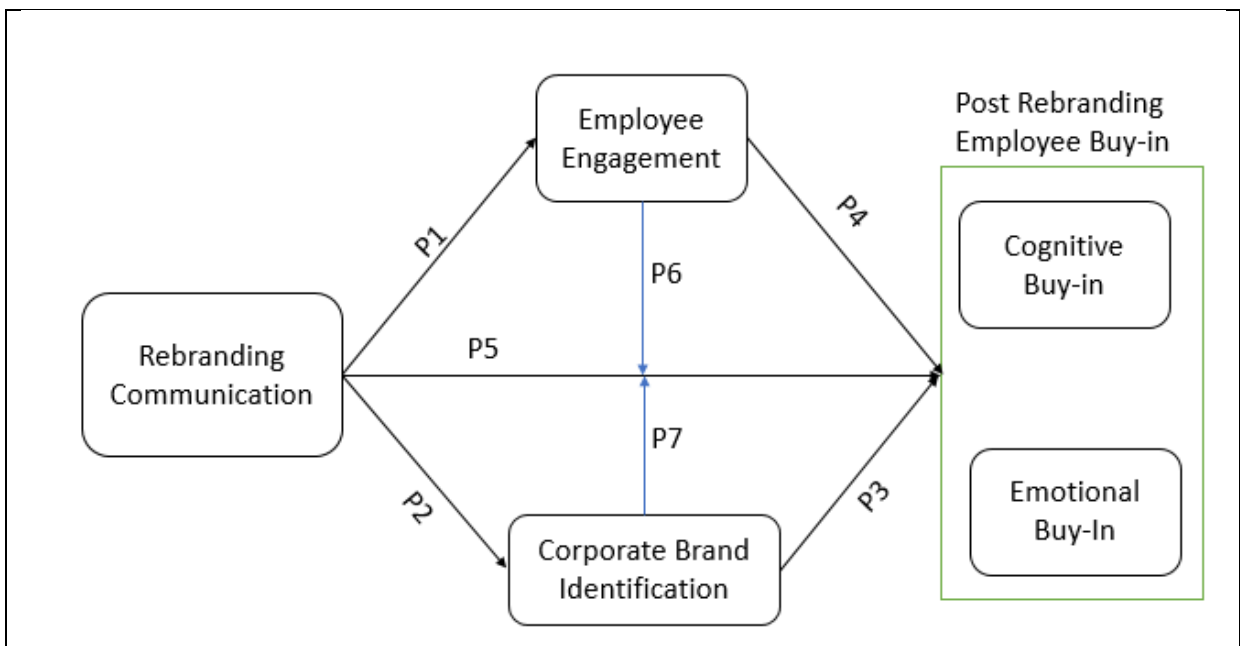 Employee
Engagement
Post Rebranding
Employee Buy-in
P1
P4
Cognitive
Buy-in
P6
P5
Rebranding
Communication
P7
P2
P3
Emotional
Buy-In
Corporate Brand
Identification